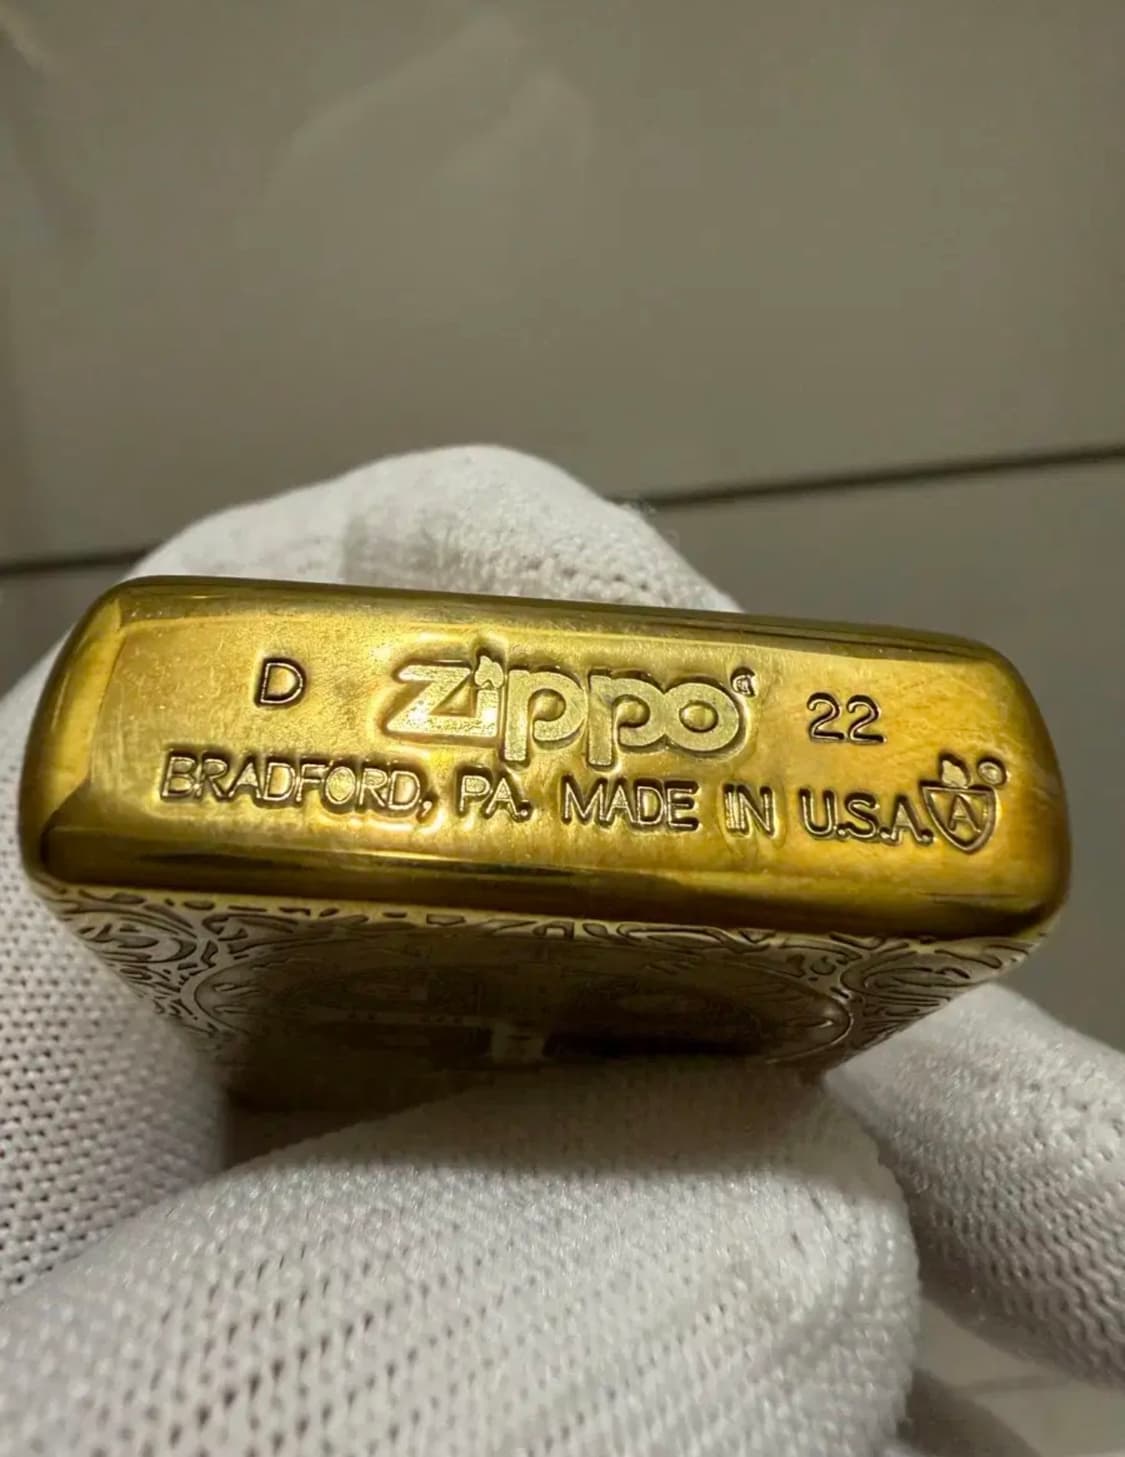 D zippo 22
BRADFORD, PA. MADE IN U.S.A.
A